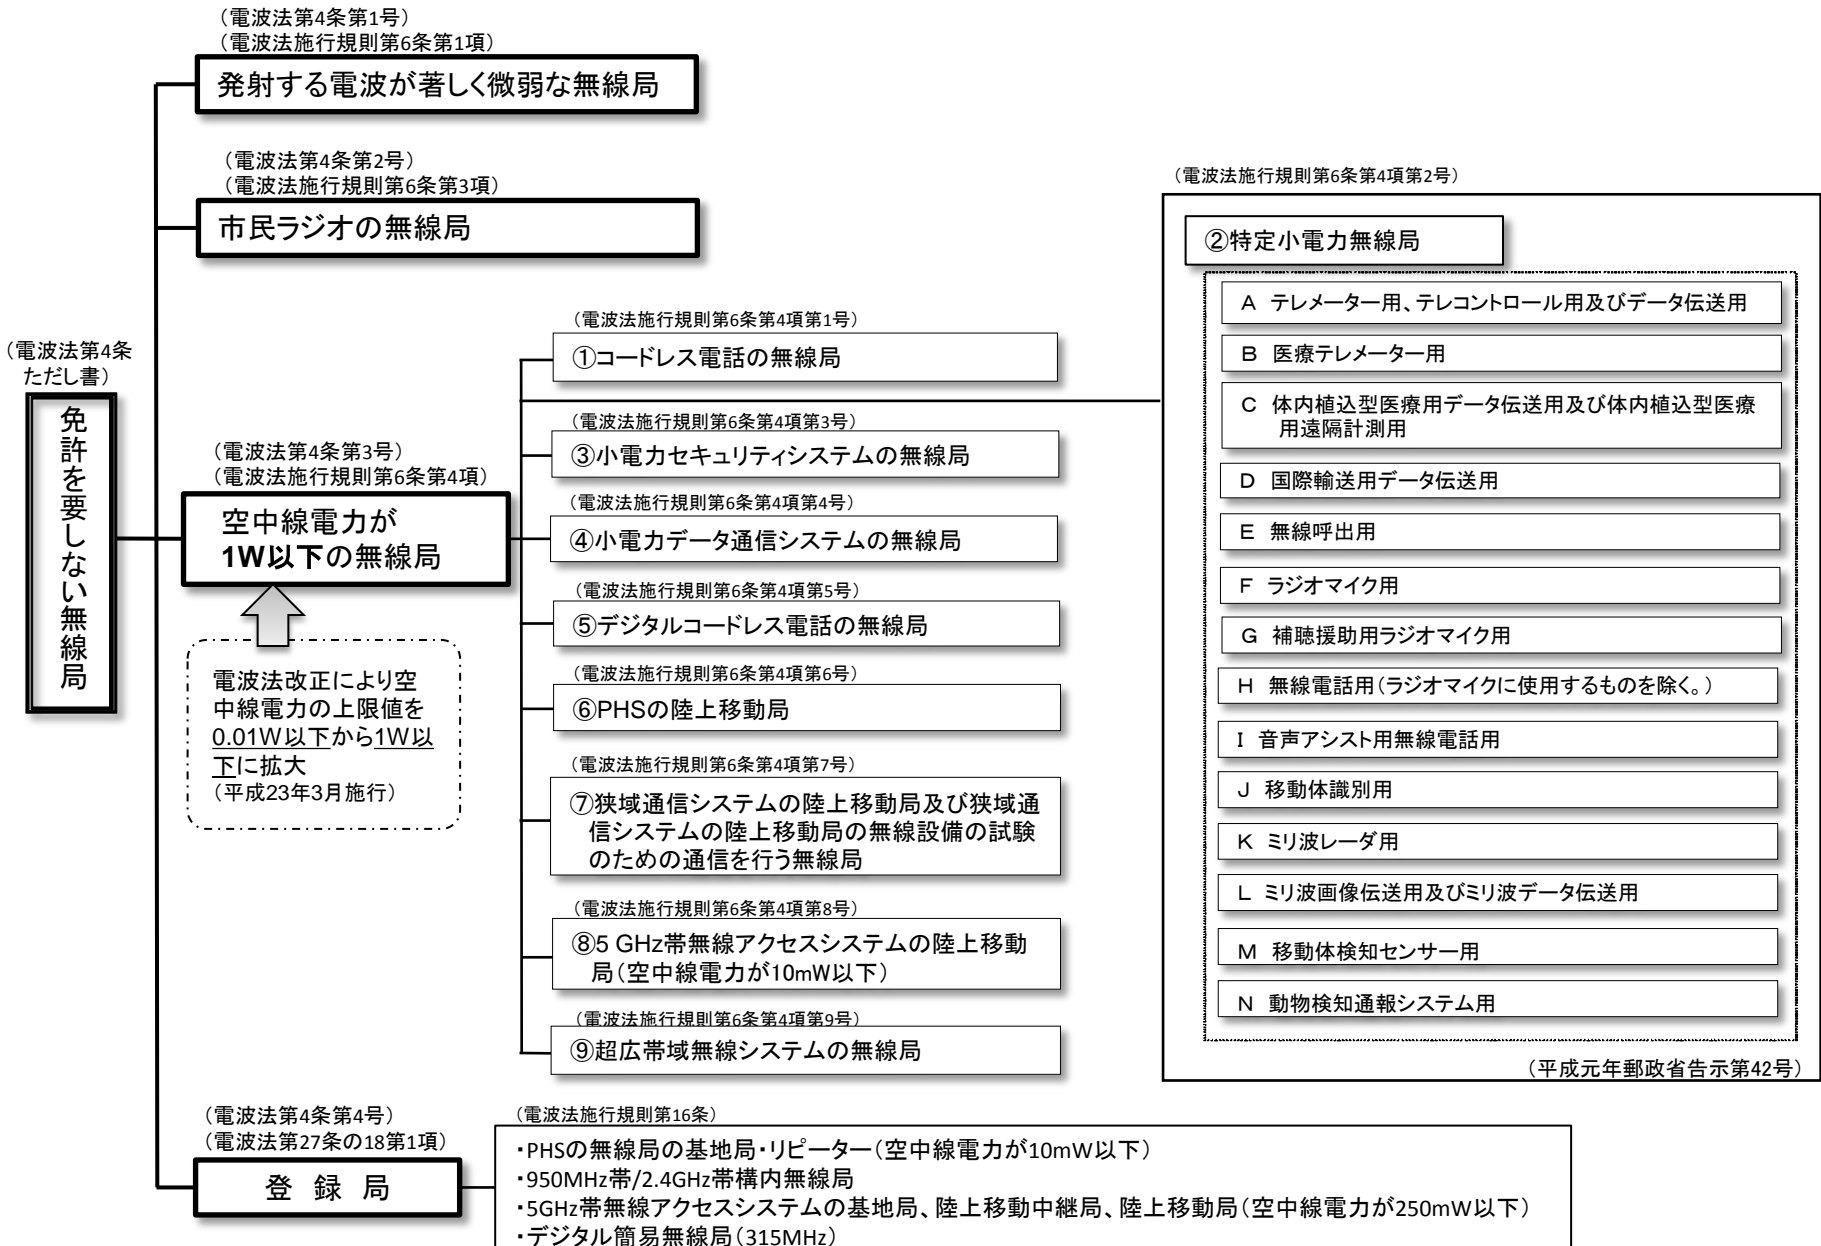 （電波法第4条第1号）
（電波法施行規則第6条第1項）
発射する電波が著しく微弱な無線局
（電波法第4条第2号）
（電波法施行規則第6条第3項）
市民ラジオの無線局
（電波法第4条
ただし書）
免許を要しない無線局
（電波法第4条第3号）
（電波法施行規則第6条第4項）
空中線電力が
1W以下の無線局
電波法改正により空
中線電力の上限値を
0.01W以下から1W以
下に拡大
（平成23年3月施行）
（電波法施行規則第6条第4項第1号）
①コードレス電話の無線局
（電波法施行規則第6条第4項第3号）
③小電力セキュリティシステムの無線局
（電波法施行規則第6条第4項第4号）
④小電力データ通信システムの無線局
（電波法施行規則第6条第4項第5号）
⑤デジタルコードレス電話の無線局
（電波法施行規則第6条第4項第6号）
⑥PHSの陸上移動局
（電波法施行規則第6条第4項第7号）
⑦狭域通信システムの陸上移動局及び狭域通
信システムの陸上移動局の無線設備の試験
のための通信を行う無線局
（電波法施行規則第6条第4項第8号）
⑧5 GHz帯無線アクセスシステムの陸上移動
局（空中線電力が10mW以下）
（電波法施行規則第6条第4項第9号）
⑨超広帯域無線システムの無線局
（電波法施行規則第6条第4項第2号）
②特定小電力無線局
A テレメーター用、テレコントロール用及びデータ伝送用
B 医療テレメーター用
C 体内植込型医療用データ伝送用及び体内植込型医療
用遠隔計測用
D 国際輸送用データ伝送用
E 無線呼出用
F ラジオマイク用
G 補聴援助用ラジオマイク用
H 無線電話用（ラジオマイクに使用するものを除く。）
I 音声アシスト用無線電話用
J 移動体識別用
K ミリ波レーダ用
L ミリ波画像伝送用及びミリ波データ伝送用
M 移動体検知センサー用
N 動物検知通報システム用
（平成元年郵政省告示第42号）
（電波法第4条第4号）
（電波法第27条の18第1項）
登 録 局
（電波法施行規則第16条）
・PHSの無線局の基地局・リピーター（空中線電力が10mW以下）
・950MHz帯/2.4GHz帯構内無線局
・5GHz帯無線アクセスシステムの基地局、陸上移動中継局、陸上移動局（空中線電力が250mW以下）
・デジタル簡易無線局（315MHz）